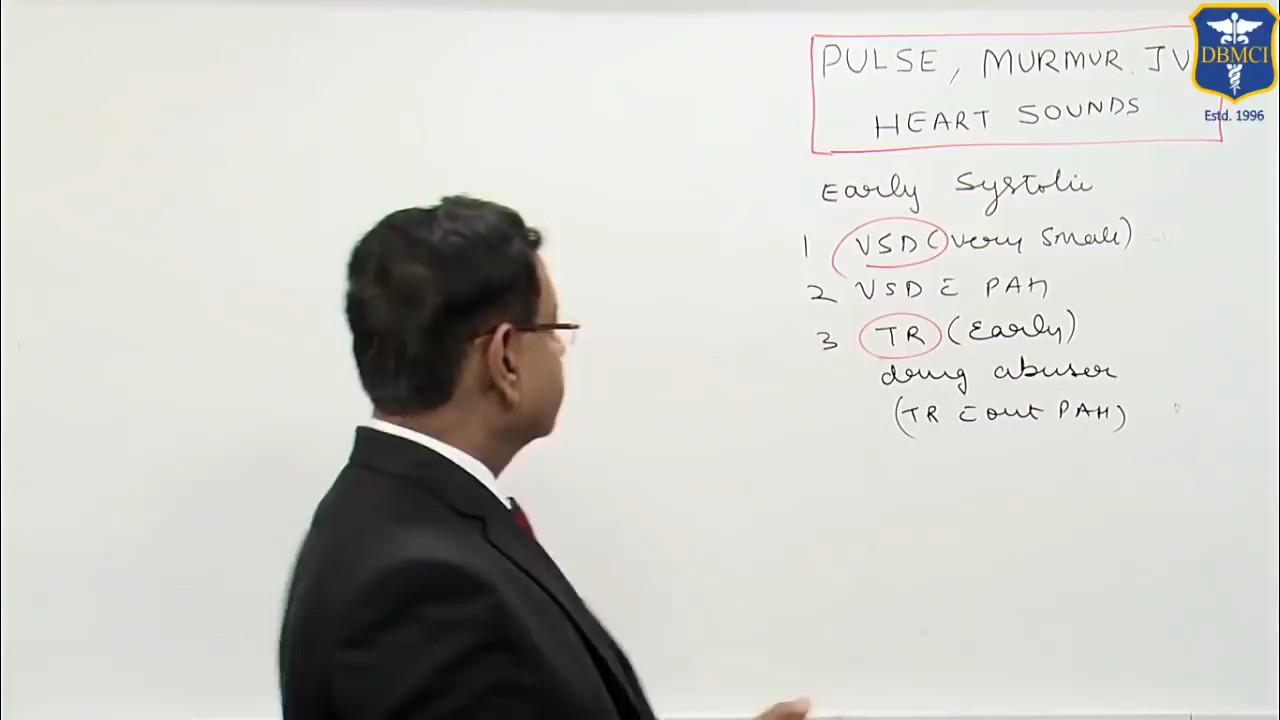 PULSE, MURMUR. JV
HEART SOUNDS
DBMCI
Estd. 1996
Early Systolic
1 VSD (very small)
2 VSD c PAH
3 TR (Early)
drug abuser
(TR c out PAH)